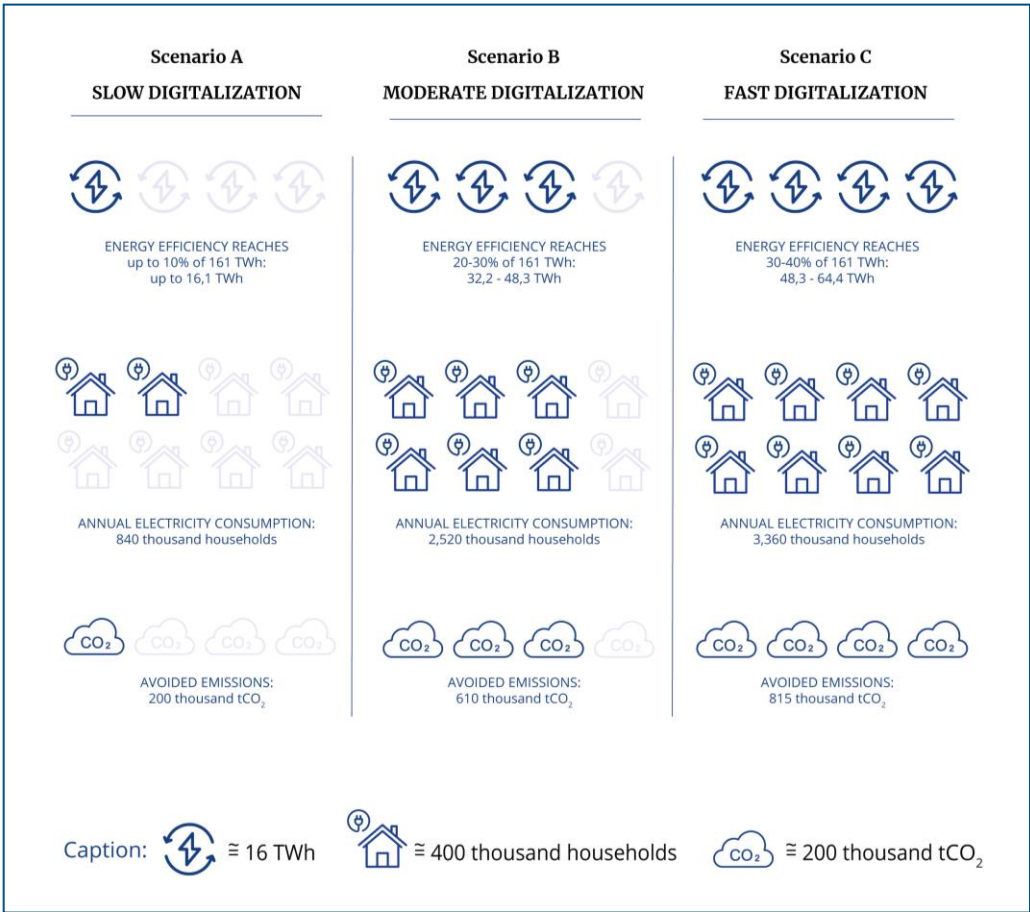 Scenario A
SLOW DIGITALIZATION
ENERGY EFFICIENCY REACHES
up to 10% of 161 TWh:
up to 16,1 TWh
ANNUAL ELECTRICITY CONSUMPTION:
840 thousand households
CO₂ CO₂ CO₂ CO₂
AVOIDED EMISSIONS:
200 thousand tCO₂
Scenario B
MODERATE DIGITALIZATION
ENERGY EFFICIENCY REACHES
20-30% of 161 TWh:
32,2 - 48,3 TWh
ANNUAL ELECTRICITY CONSUMPTION:
2,520 thousand households
CO₂ CO₂ CO₂ CO₂
AVOIDED EMISSIONS:
610 thousand tCO₂
Scenario C
FAST DIGITALIZATION
ENERGY EFFICIENCY REACHES
30-40% of 161 TWh:
48,3 - 64,4 TWh
ANNUAL ELECTRICITY CONSUMPTION:
3,360 thousand households
CO₂ CO₂ CO₂ CO₂
AVOIDED EMISSIONS:
815 thousand tCO₂
Caption: ≅ 16 TWh ≅ 400 thousand households CO₂ ≅ 200 thousand tCO₂